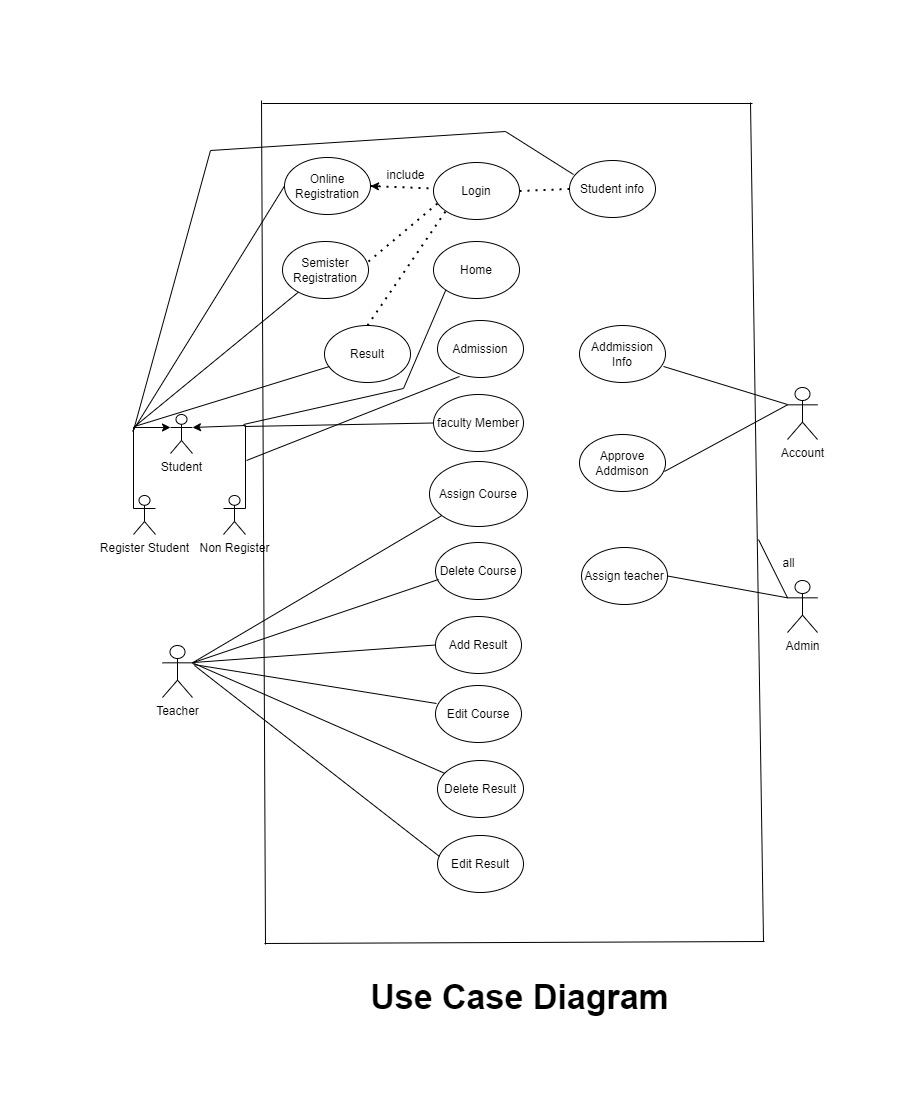 Online
Registration
include
Login
Student info
Semister
Registration
Home
Result
Admission
Addmission
Info
Account
faculty Member
Student
Approve
Addmison
Assign Course
Register Student
Non Register
Delete Course
all
Assign teacher
Admin
Add Result
Teacher
Edit Course
Delete Result
Edit Result
Use Case Diagram